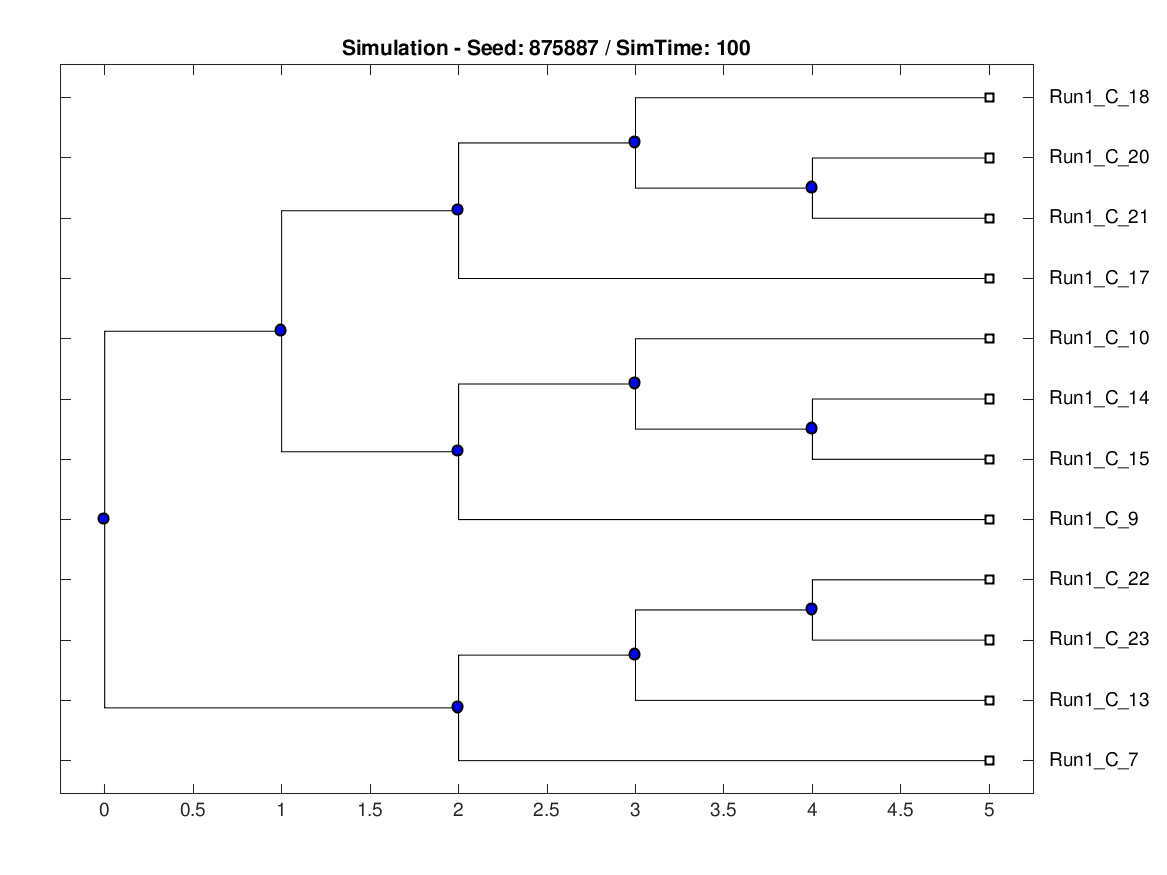 Simulation - Seed: 875887 / SimTime: 100
Run1_C_18
Run1_C_20
Run1_C_21
Run1_C_17
Run1_C_10
Run1_C_14
Run1_C_15
Run1_C_9
Run1_C_22
Run1_C_23
Run1_C_13
Run1_C_7
0 0.5 1 1.5 2 2.5 3 3.5 4 4.5 5